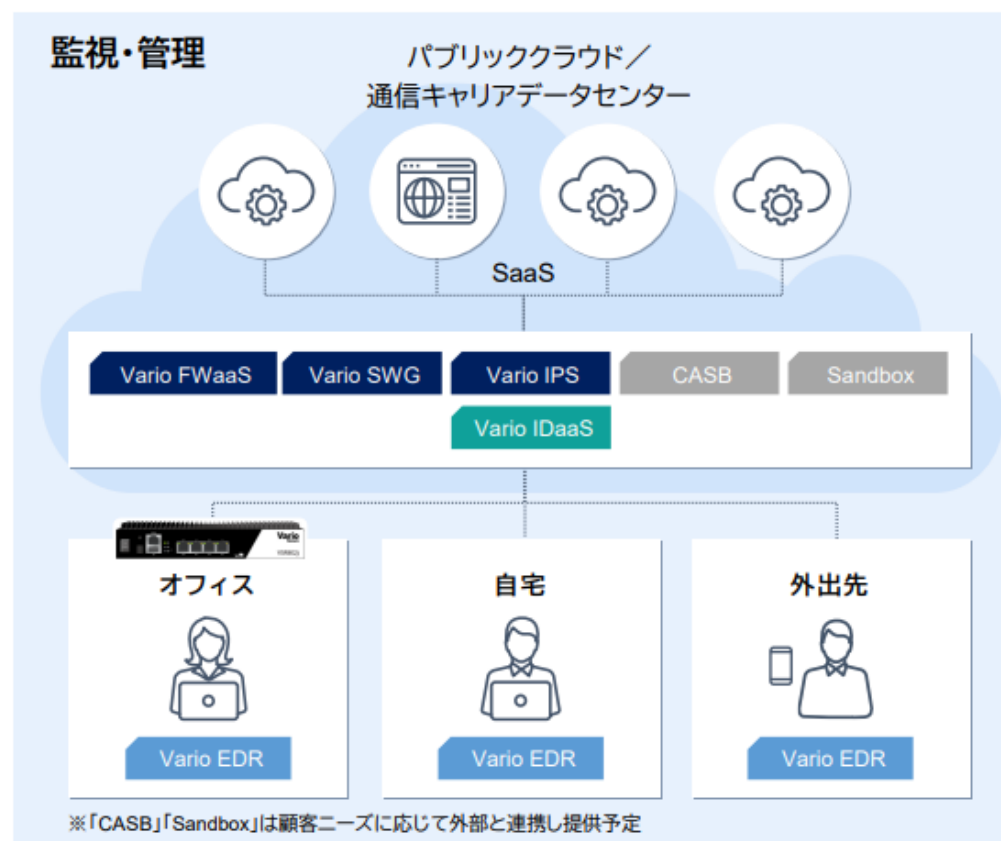 監視・管理
パブリッククラウド／
通信キャリアデータセンター
SaaS
Vario FWaaS
Vario SWG
Vario IPS
CASB
Sandbox
Vario IDaaS
Vario
オフィス
自宅
外出先
Vario EDR
Vario EDR
Vario EDR
※「CASB」「Sandbox」は顧客ニーズに応じて外部と連携し提供予定